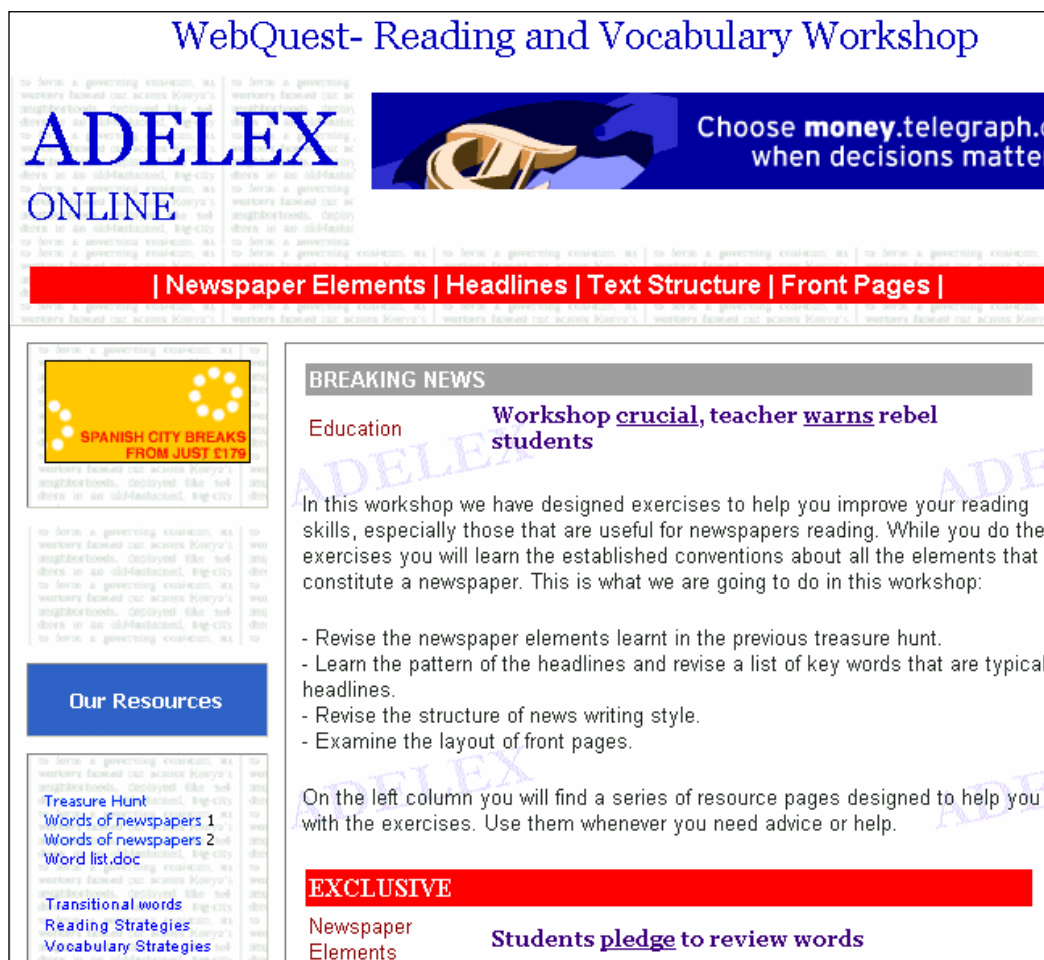 WebQuest- Reading and Vocabulary Workshop
ADELEX
ONLINE
Choose money.telegraph.
when decisions matte
| Newspaper Elements | Headlines | Text Structure | Front Pages |
SPANISH CITY BREAKS
FROM JUST £179
Our Resources
Treasure Hunt
Words of newspapers 1
Words of newspapers 2
Word list.doc
Transitional words
Reading Strategies
Vocabulary Strategies
BREAKING NEWS
Education
Workshop crucial, teacher warns rebel
students
In this workshop we have designed exercises to help you improve your reading
skills, especially those that are useful for newspapers reading. While you do the
exercises you will learn the established conventions about all the elements that
constitute a newspaper. This is what we are going to do in this workshop:
- Revise the newspaper elements learnt in the previous treasure hunt.
- Learn the pattern of the headlines and revise a list of key words that are typical
headlines.
- Revise the structure of news writing style.
- Examine the layout of front pages.
On the left column you will find a series of resource pages designed to help you
with the exercises. Use them whenever you need advice or help.
EXCLUSIVE
Newspaper
Elements
Students pledge to review words